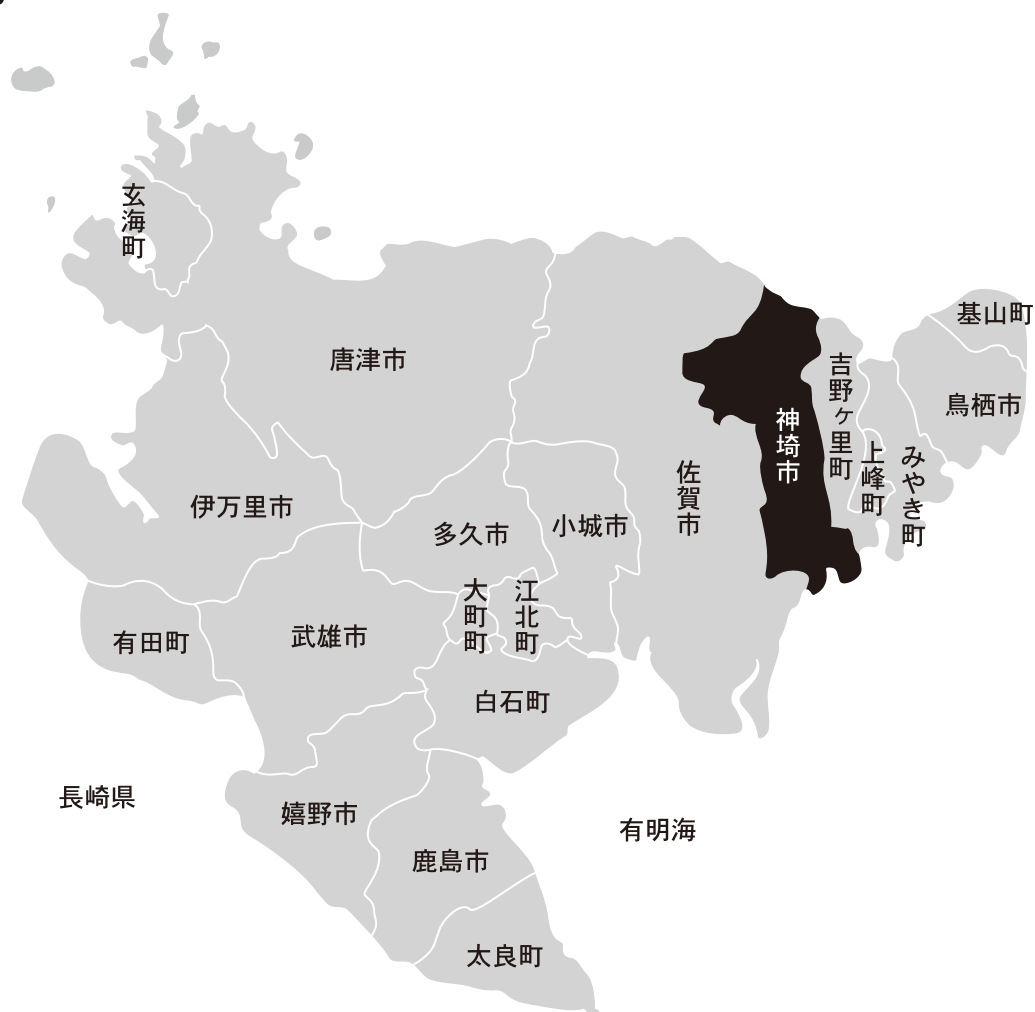 玄海町
唐津市
基山町
鳥栖市
吉野ヶ里町
神埼市
上峰町
みやき町
佐賀市
伊万里市
多久市
小城市
大町町
江北町
有田町
武雄市
白石町
長崎県
嬉野市
有明海
鹿島市
太良町